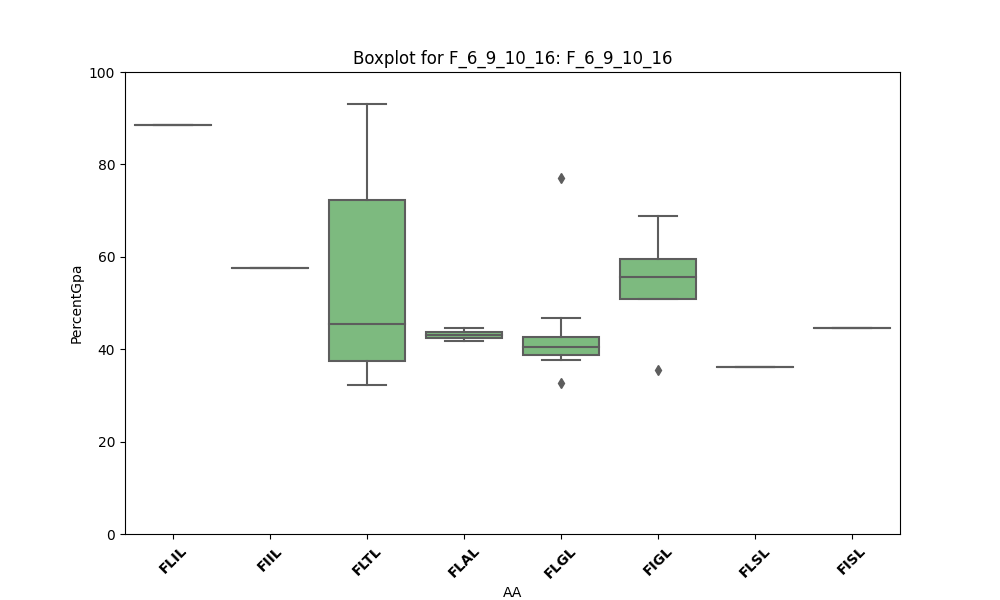 Boxplot for F_6_9_10_16: F_6_9_10_16
100
80
60
40
20
0
PercentGpa
FLIL
FIIL
FLTL
FLAL
FLGL
FIGL
FLSL
FISL
AA